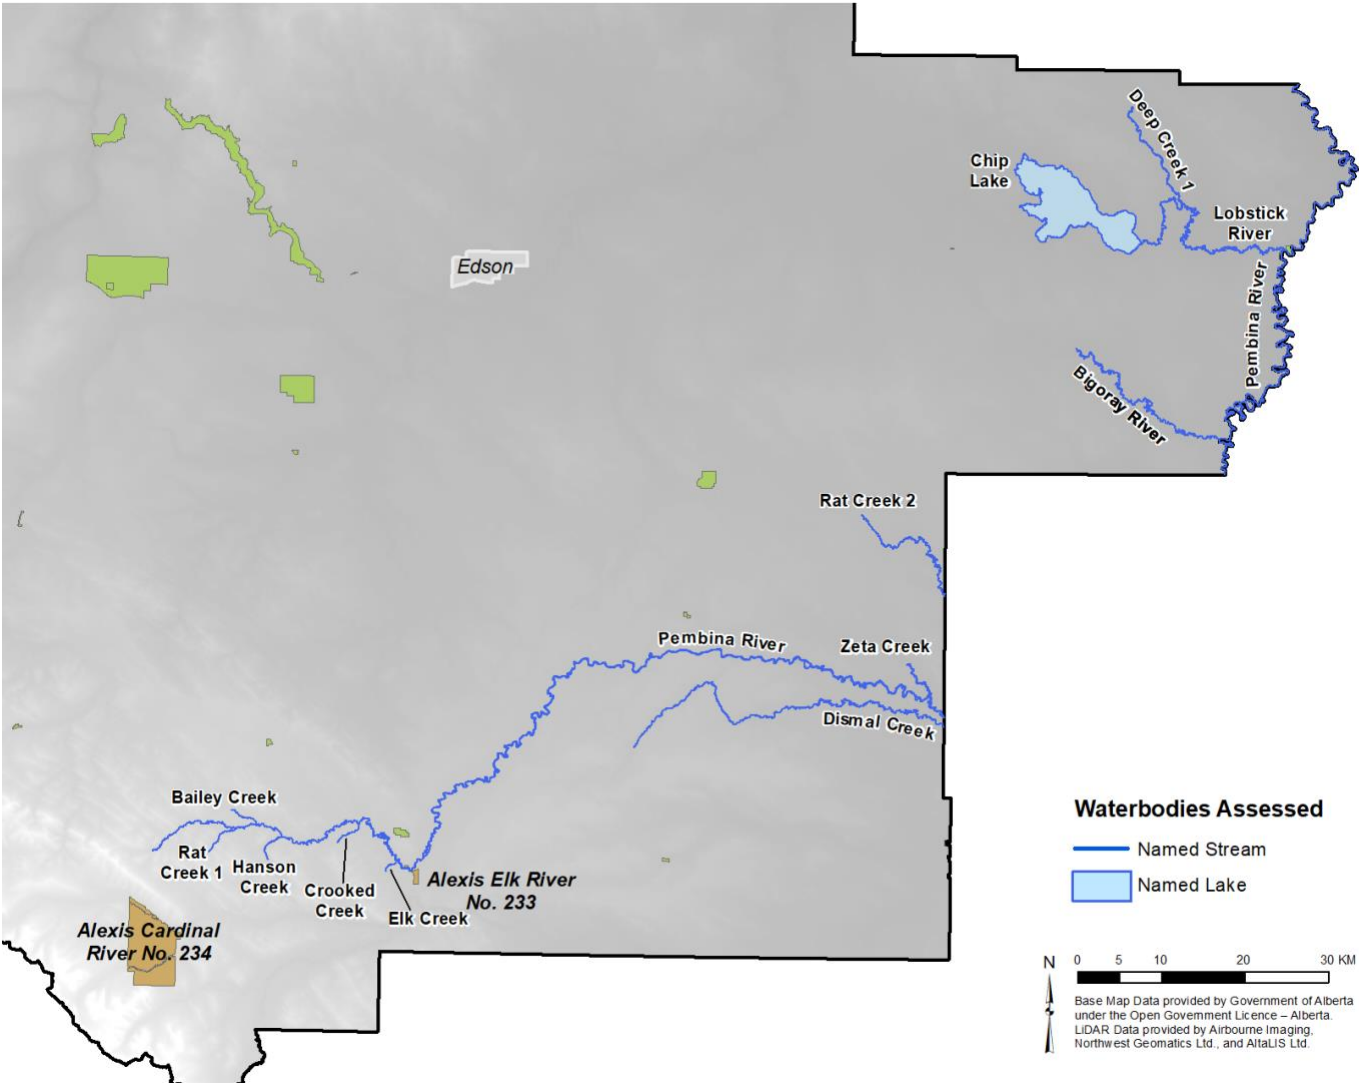 Deep Creek 1
Chip
Lake
Lobstick
River
Edson
Pembina River
Bigoray River
Rat Creek 2
Pembina River
Zeta Creek
Dismal Creek
Bailey Creek
Rat
Creek 1
Hanson
Creek
Crooked
Creek
Elk Creek
Alexis Elk River
No. 233
Alexis Cardinal
River No. 234
Waterbodies Assessed
Named Stream
Named Lake
N
0 5 10 20 30 KM
Base Map Data provided by Government of Alberta
under the Open Government Licence – Alberta.
LiDAR Data provided by Airbourne Imaging,
Northwest Geomatics Ltd., and AltaLIS Ltd.